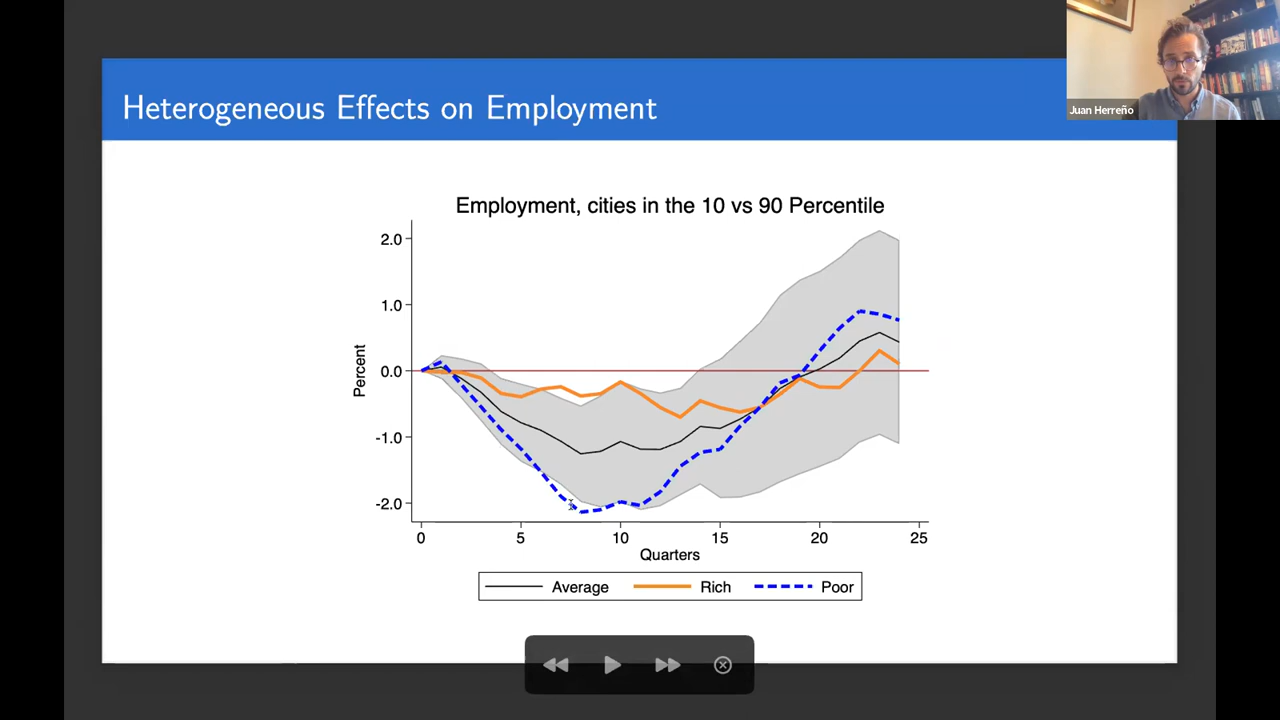 Heterogeneous Effects on Employment
Juan Herreño
Employment, cities in the 10 vs 90 Percentile
Percent
2.0
1.0
0.0
-1.0
-2.0
0 5 10 15 20 25
Quarters
Average Rich Poor